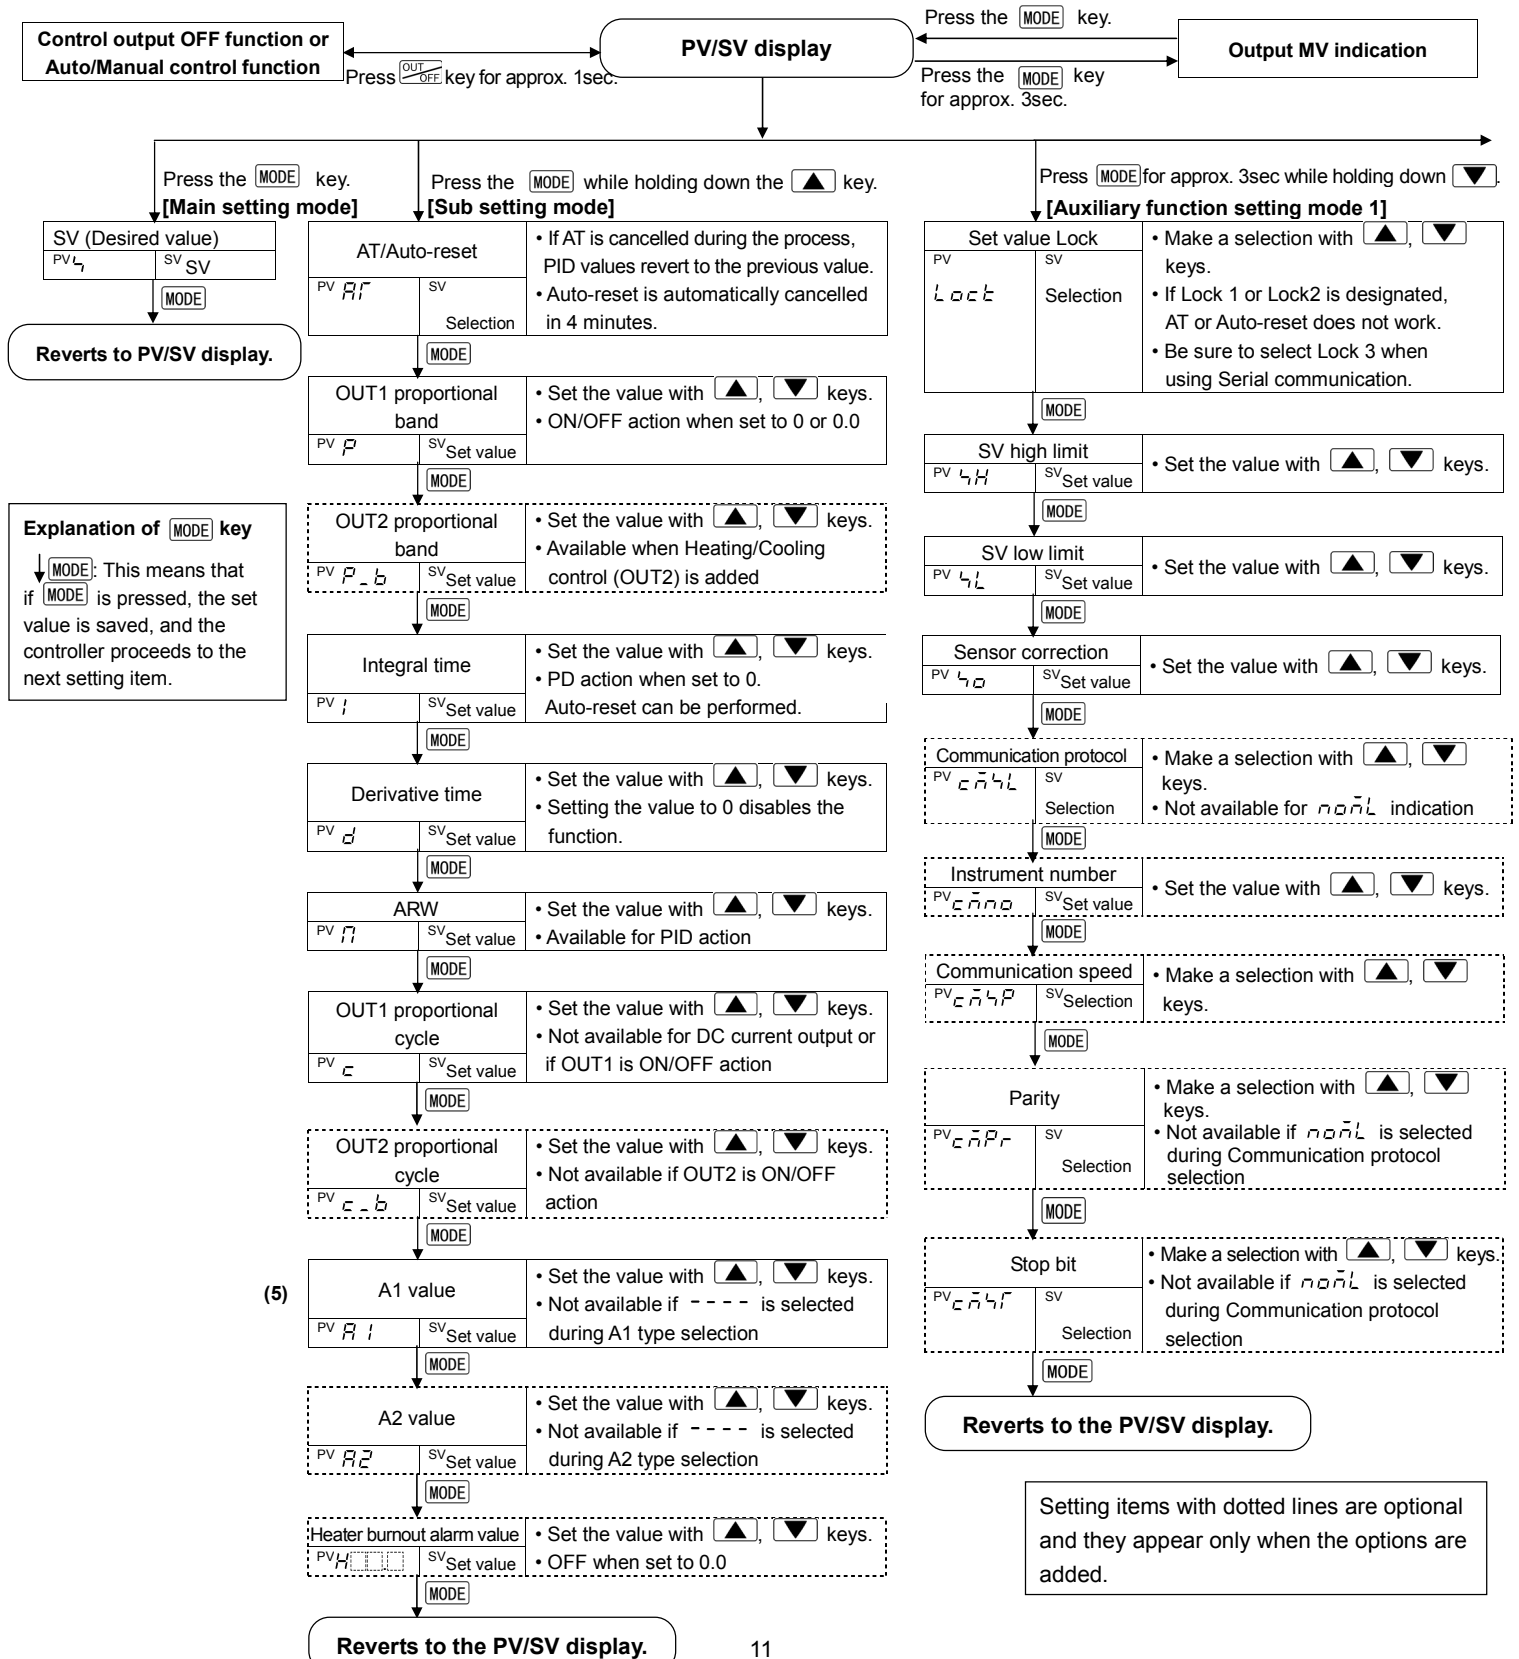 Control output OFF function or
Auto/Manual control function
Press OUT/OFF key for approx. 1sec.
PV/SV display
Press the MODE key.
Press the MODE key
for approx. 3sec.
Output MV indication
Press the MODE key.
[Main setting mode]
SV (Desired value)
PV SV SV
MODE
Reverts to PV/SV display.
Explanation of MODE key
MODE: This means that
if MODE is pressed, the set
value is saved, and the
controller proceeds to the
next setting item.
Press the MODE while holding down the ▲ key.
[Sub setting mode]
AT/Auto-reset
PV AT SV
Selection
• If AT is cancelled during the process,
PID values revert to the previous value.
• Auto-reset is automatically cancelled
in 4 minutes.
MODE
OUT1 proportional
band
PV P SV Set value
• Set the value with ▲, ▼ keys.
• ON/OFF action when set to 0 or 0.0
MODE
OUT2 proportional
band
PV P_b SV Set value
• Set the value with ▲, ▼ keys.
• Available when Heating/Cooling
control (OUT2) is added
MODE
Integral time
PV I SV Set value
• Set the value with ▲, ▼ keys.
• PD action when set to 0.
Auto-reset can be performed.
MODE
Derivative time
PV d SV Set value
• Set the value with ▲, ▼ keys.
• Setting the value to 0 disables the
function.
MODE
ARW
PV SV Set value
• Set the value with ▲, ▼ keys.
• Available for PID action
MODE
OUT1 proportional
cycle
PV c SV Set value
• Set the value with ▲, ▼ keys.
• Not available for DC current output or
if OUT1 is ON/OFF action
MODE
OUT2 proportional
cycle
PV c_b SV Set value
• Set the value with ▲, ▼ keys.
• Not available if OUT2 is ON/OFF
action
MODE
(5)
A1 value
PV A1 SV Set value
• Set the value with ▲, ▼ keys.
• Not available if - - - - is selected
during A1 type selection
MODE
A2 value
PV A2 SV Set value
• Set the value with ▲, ▼ keys.
• Not available if - - - - is selected
during A2 type selection
MODE
Heater burnout alarm value
PV H SV Set value
• Set the value with ▲, ▼ keys.
• OFF when set to 0.0
MODE
Reverts to the PV/SV display.
Press MODE for approx. 3sec while holding down ▼.
[Auxiliary function setting mode 1]
Set value Lock
PV SV
Lock Selection
• Make a selection with ▲, ▼
keys.
• If Lock 1 or Lock2 is designated,
AT or Auto-reset does not work.
• Be sure to select Lock 3 when
using Serial communication.
MODE
SV high limit
PV sH SV Set value
• Set the value with ▲, ▼ keys.
MODE
SV low limit
PV sL SV Set value
• Set the value with ▲, ▼ keys.
MODE
Sensor correction
PV so SV Set value
• Set the value with ▲, ▼ keys.
MODE
Communication protocol
PV cmsL SV
Selection
• Make a selection with ▲, ▼
keys.
• Not available for nomL indication
MODE
Instrument number
PV cmno SV Set value
• Set the value with ▲, ▼ keys.
MODE
Communication speed
PV cmsP SV Selection
• Make a selection with ▲, ▼
keys.
MODE
Parity
PV cmPr SV
Selection
• Make a selection with ▲, ▼
keys.
• Not available if nomL is selected
during Communication protocol
selection
MODE
Stop bit
PV cmsT SV
Selection
• Make a selection with ▲, ▼ keys.
• Not available if nomL is selected
during Communication protocol
selection
MODE
Reverts to the PV/SV display.
Setting items with dotted lines are optional
and they appear only when the options are
added.
11